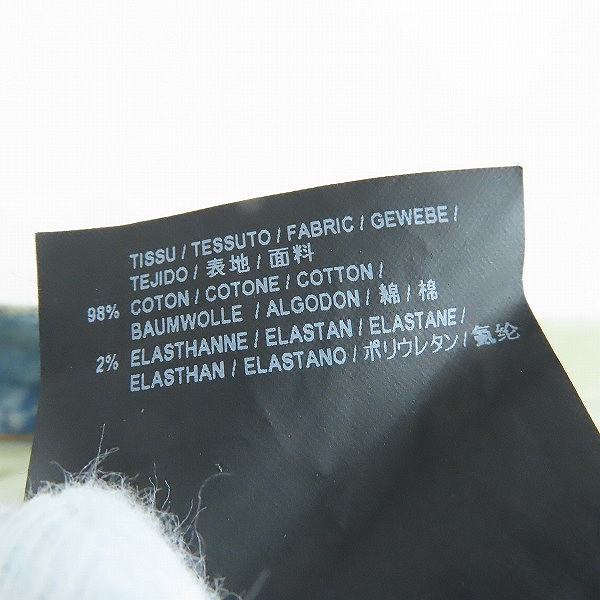 TISSU / TESSUTO / FABRIC / GEWEBE /
TEJIDO / 表地 / 面料
98% COTON / COTONE / COTTON /
BAUMWOLLE / ALGODON / 綿 / 棉
2% ELASTHANNE / ELASTAN / ELASTANE /
ELASTHAN / ELASTANO / ポリウレタン / 氨纶